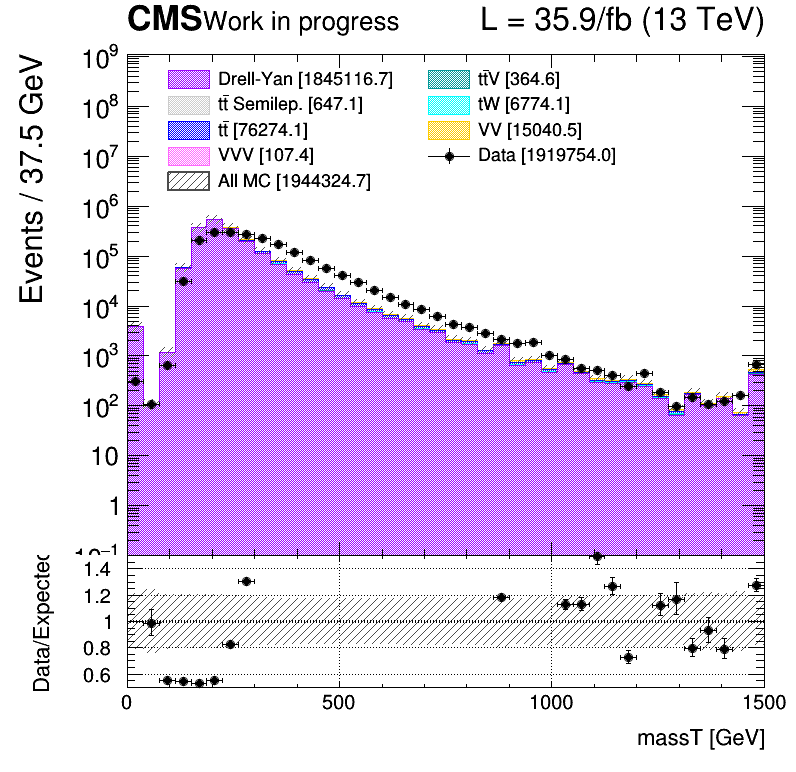 CMS Work in progress L = 35.9/fb (13 TeV)
Events / 37.5 GeV
10⁹
10⁸
10⁷
10⁶
10⁵
10⁴
10³
10²
10
1
10⁻¹
Drell-Yan [1845116.7]
tt̄ Semilep. [647.1]
tt̄ [76274.1]
VVV [107.4]
All MC [1944324.7]
tt̄V [364.6]
tW [6774.1]
VV [15040.5]
Data [1919754.0]
Data/Expected
1.4
1.2
1
0.8
0.6
0 500 1000 1500
massT [GeV]